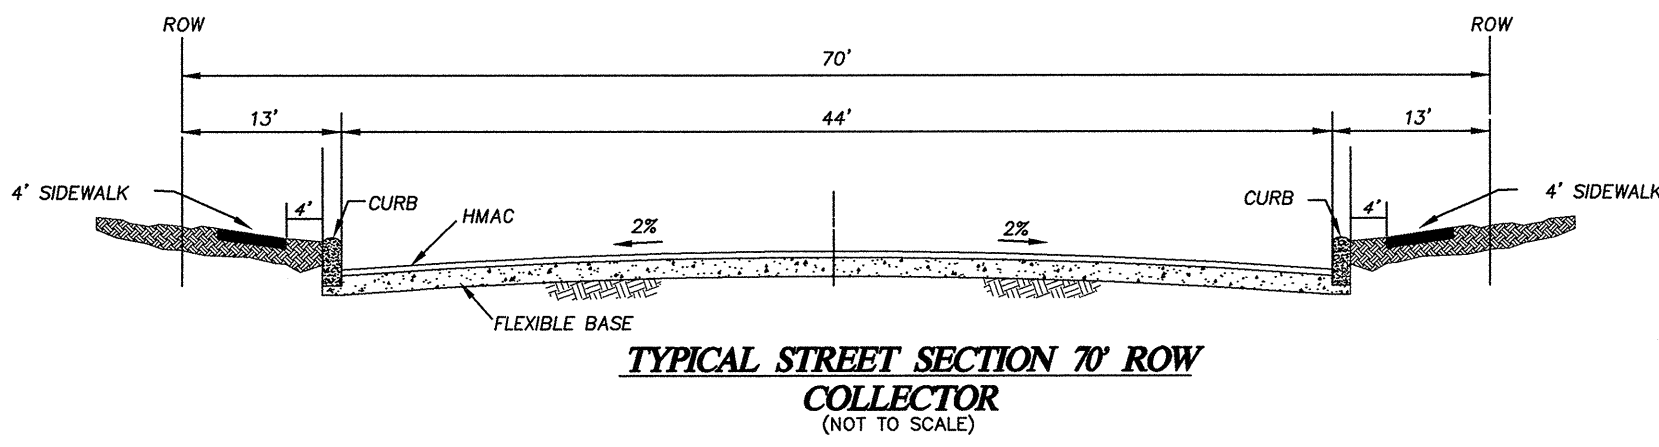 ROW
ROW
70'
13'
44'
13'
4' SIDEWALK
4'
CURB
HMAC
2%
2%
CURB
4'
4' SIDEWALK
FLEXIBLE BASE
TYPICAL STREET SECTION 70' ROW
COLLECTOR
(NOT TO SCALE)